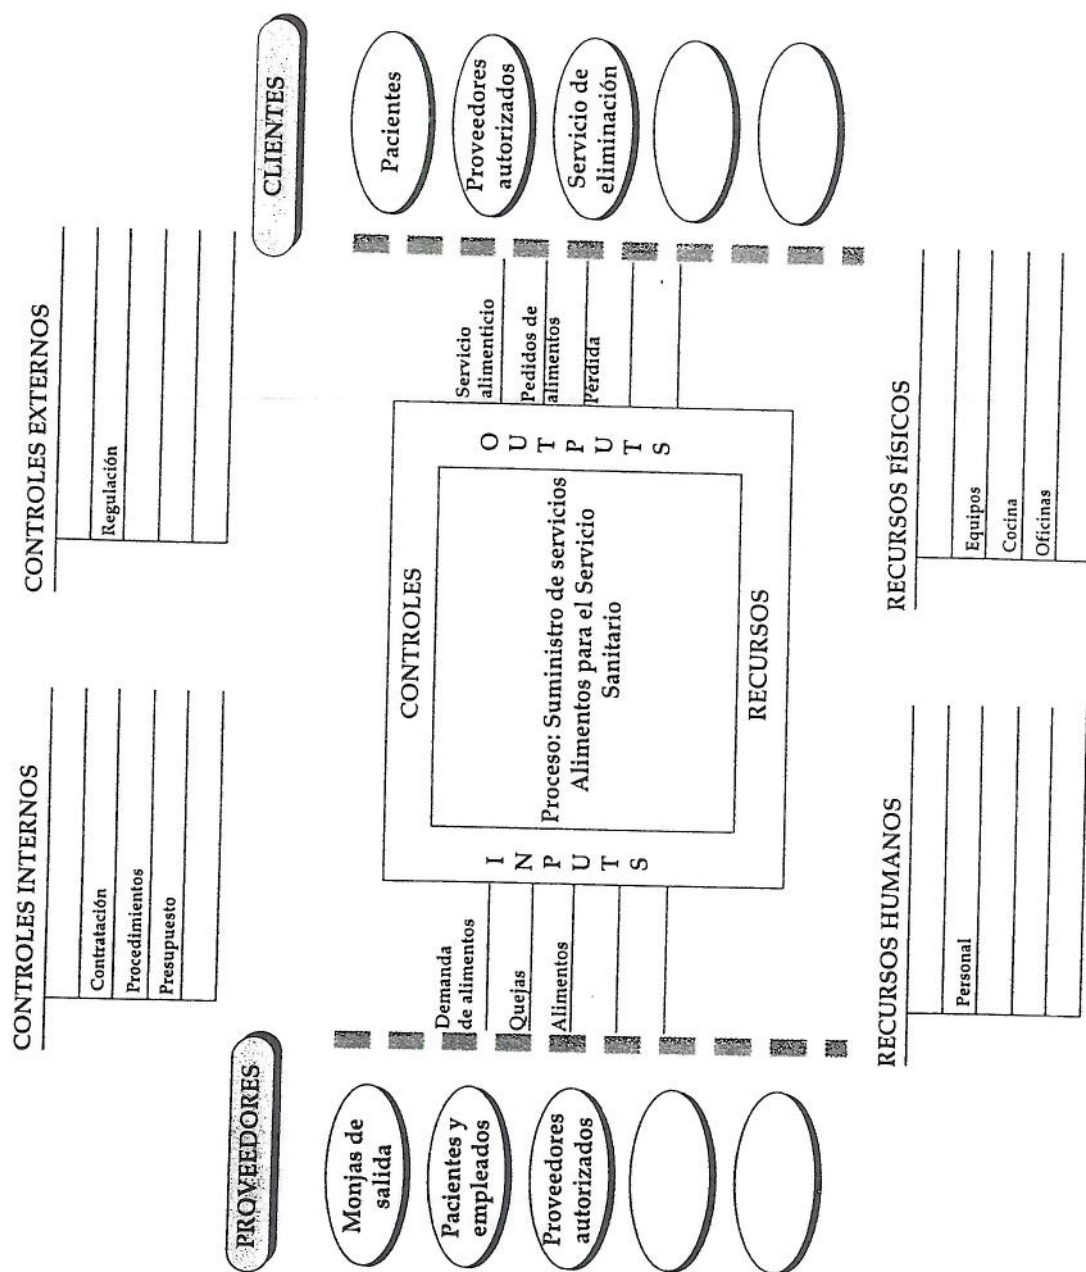 CONTROLES INTERNOS
Contratación
Procedimientos
Presupuesto
CONTROLES EXTERNOS
Regulación
PROVEEDORES
Monjas de
salida
Pacientes y
empleados
Proveedores
autorizados
Demanda
de alimentos
Quejas
Alimentos
INPUTS
CONTROLES
Proceso: Suministro de servicios
Alimentos para el Servicio
Sanitario
RECURSOS
OUTPUTS
Servicio
alimenticio
Pedidos de
alimentos
Pérdida
CLIENTES
Pacientes
Proveedores
autorizados
Servicio de
eliminación
RECURSOS HUMANOS
Personal
RECURSOS FÍSICOS
Equipos
Cocina
Oficinas